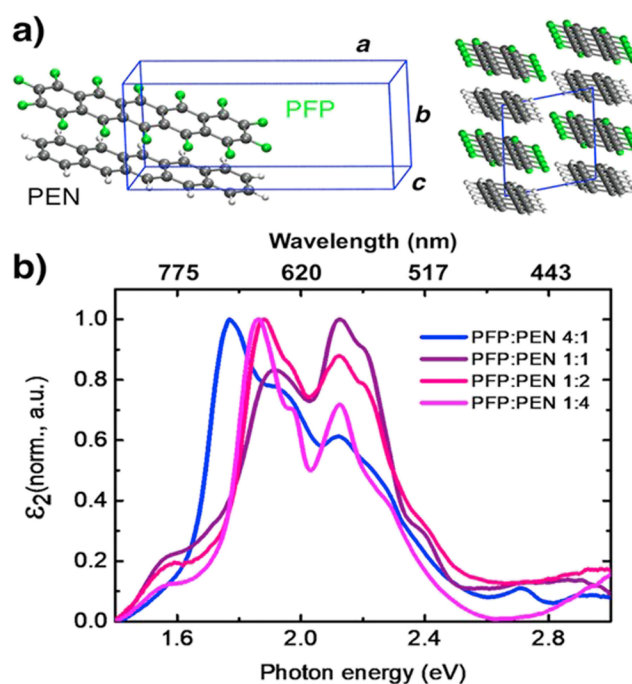 a)
a
PFP
b
PEN
c
Wavelength (nm)
b)
775 620 517 443
PFP:PEN 4:1
PFP:PEN 1:1
PFP:PEN 1:2
PFP:PEN 1:4
ε2(norm., a.u.)
1.0
0.8
0.6
0.4
0.2
0.0
1.6 2.0 2.4 2.8
Photon energy (eV)